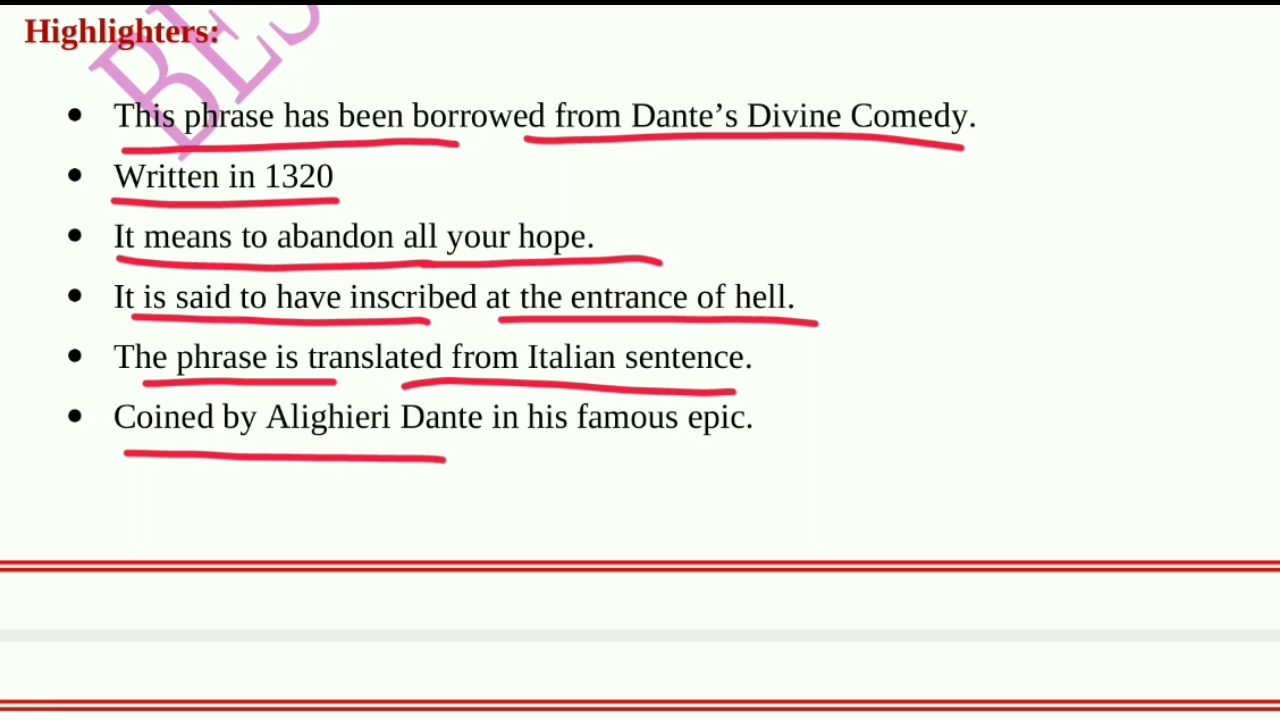 Highlighters:
BES
• This phrase has been borrowed from Dante's Divine Comedy.
• Written in 1320
• It means to abandon all your hope.
• It is said to have inscribed at the entrance of hell.
• The phrase is translated from Italian sentence.
• Coined by Alighieri Dante in his famous epic.